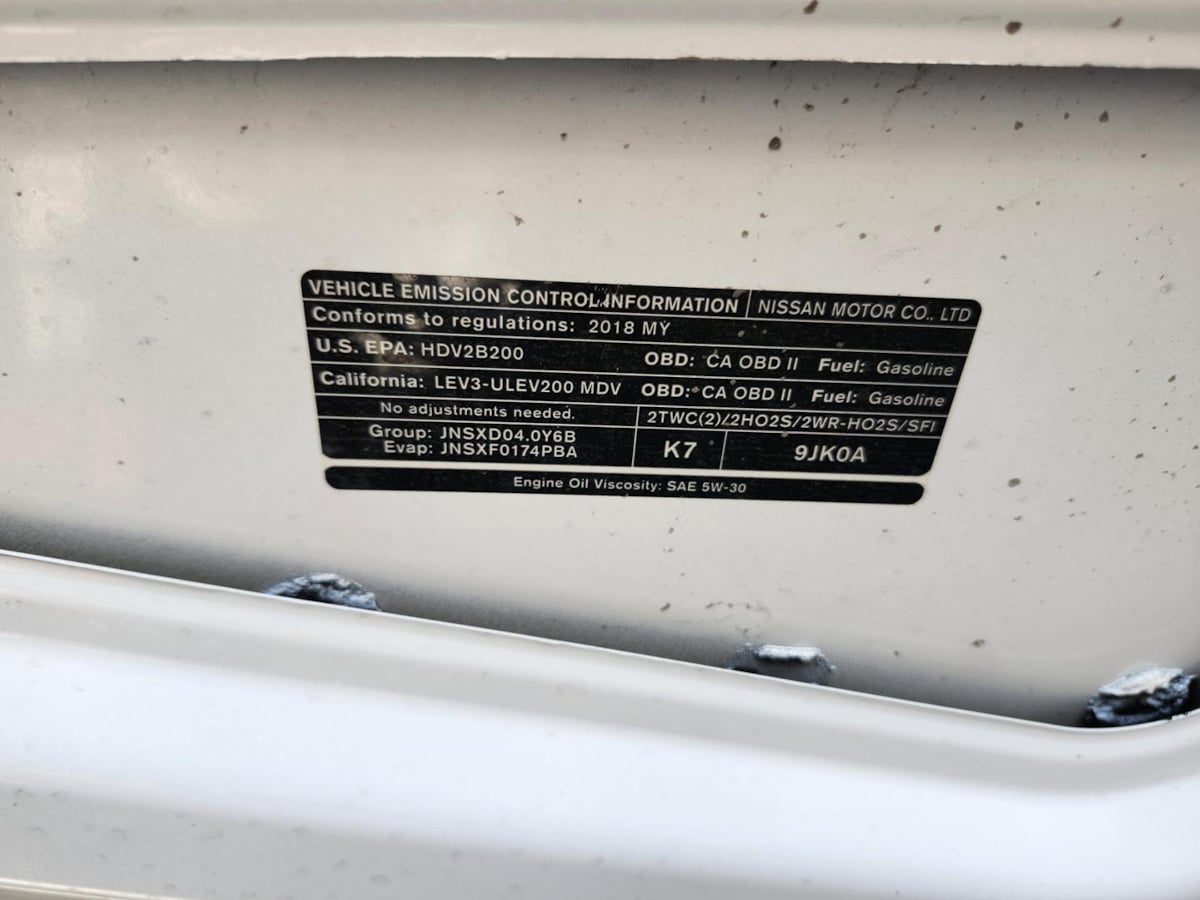 VEHICLE EMISSION CONTROL INFORMATION NISSAN MOTOR CO., LTD
Conforms to regulations: 2018 MY
U.S. EPA: HDV2B200 OBD: CA OBD II Fuel: Gasoline
California: LEV3-ULEV200 MDV OBD: CA OBD II Fuel: Gasoline
No adjustments needed. 2TWC(2)/2HO2S/2WR-HO2S/SFI
Group: JNSXD04.0Y6B
Evap: JNSXF0174PBA
K7 9JK0A
Engine Oil Viscosity: SAE 5W-30